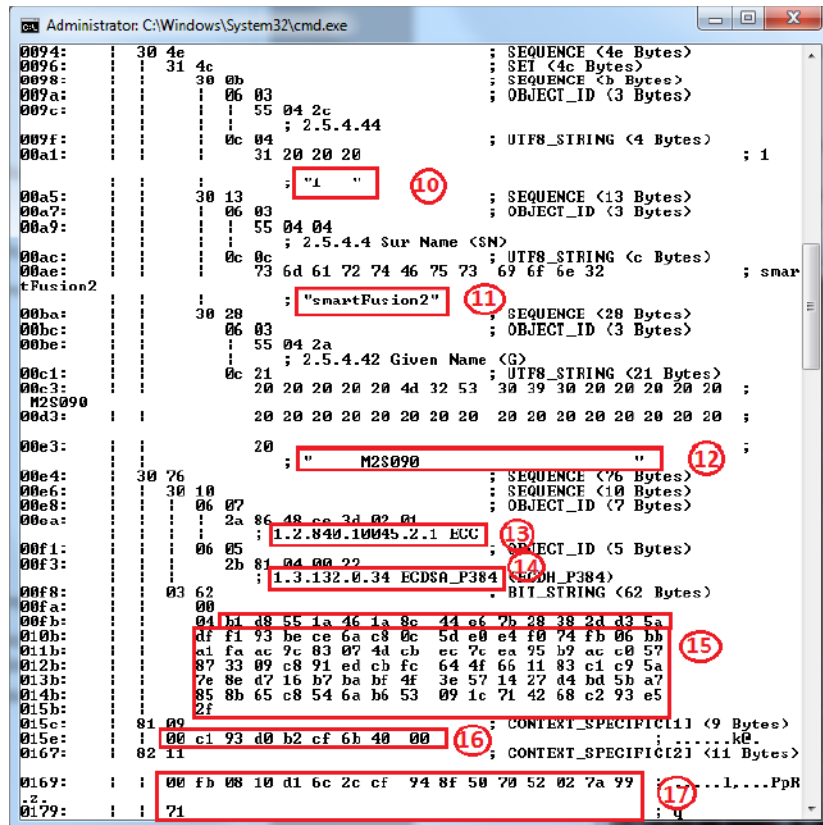 Administrator: C:\Windows\System32\cmd.exe
0094: | 30 4e ; SEQUENCE (4e Bytes)
0096: | | 31 4c ; SET (4c Bytes)
0098: | | 30 0b ; SEQUENCE (b Bytes)
009a: | | | 06 03 ; OBJECT_ID (3 Bytes)
009c: | | | | 55 04 2c
| | | | ; 2.5.4.44
009f: | | | 0c 04 ; UTF8_STRING (4 Bytes)
00a1: | | | 31 20 20 20 ; 1
| | | ; "1   " 10
00a5: | | 30 13 ; SEQUENCE (13 Bytes)
00a7: | | | 06 03 ; OBJECT_ID (3 Bytes)
00a9: | | | | 55 04 04
| | | | ; 2.5.4.4 Sur Name (SN)
00ac: | | | 0c 0c ; UTF8_STRING (c Bytes)
00ae: | | | 73 6d 61 72 74 46 75 73 69 6f 6e 32 ; smar
tFusion2
| | | ; "smartFusion2" 11
00ba: | | 30 28 ; SEQUENCE (28 Bytes)
00bc: | | 06 03 ; OBJECT_ID (3 Bytes)
00be: | | | 55 04 2a
| | | ; 2.5.4.42 Given Name (G)
00c1: | | 0c 21 ; UTF8_STRING (21 Bytes)
00c3: | | 20 20 20 20 20 4d 32 53 30 39 30 20 20 20 20 20 ;
M2S090
00d3: | | 20 20 20 20 20 20 20 20 20 20 20 20 20 20 20 20 ;
00e3: | | 20 ;
| | ; "     M2S090                      " 12
00e4: | 30 76 ; SEQUENCE (76 Bytes)
00e6: | | 30 10 ; SEQUENCE (10 Bytes)
00e8: | | | 06 07 ; OBJECT_ID (7 Bytes)
00ea: | | | | 2a 86 48 ce 3d 02 01
| | | | ; 1.2.840.10045.2.1 ECC 13
00f1: | | | 06 05 ; OBJECT_ID (5 Bytes)
00f3: | | | 2b 81 04 00 22
| | | ; 1.3.132.0.34 ECDSA_P384 (ECDH_P384) 14
00f8: | | 03 62 ; BIT_STRING (62 Bytes)
00fa: | | 00
00fb: | | 04 b1 d8 55 1a 46 1a 8c 44 e6 7b 28 38 2d d3 5a
010b: | | df f1 93 be ce 6a c8 0c 5d e0 e4 f0 74 fb 06 bb
011b: | | a1 fa ac 9c 83 07 4d cb ec 7c ea 95 b9 ac c0 57 15
012b: | | 87 33 09 c8 91 ed cb fc 64 4f 66 11 83 c1 c9 5a
013b: | | 7e 8e d7 16 b7 ba bf 4f 3e 57 14 27 d4 bd 5b a7
014b: | | 85 8b 65 c8 54 6a b6 53 09 1c 71 42 68 c2 93 e5
015b: | | 2f
015c: | 81 09 ; CONTEXT_SPECIFIC[1] (9 Bytes)
015e: | | 00 c1 93 d0 b2 cf 6b 40 00 16 ; ......k@.
0167: | 82 11 ; CONTEXT_SPECIFIC[2] (11 Bytes)
0169: | | 00 fb 08 10 d1 6c 2c cf 94 8f 50 70 52 02 7a 99 ; .....l,...PpR
.z. 17
0179: | | 71 ; q